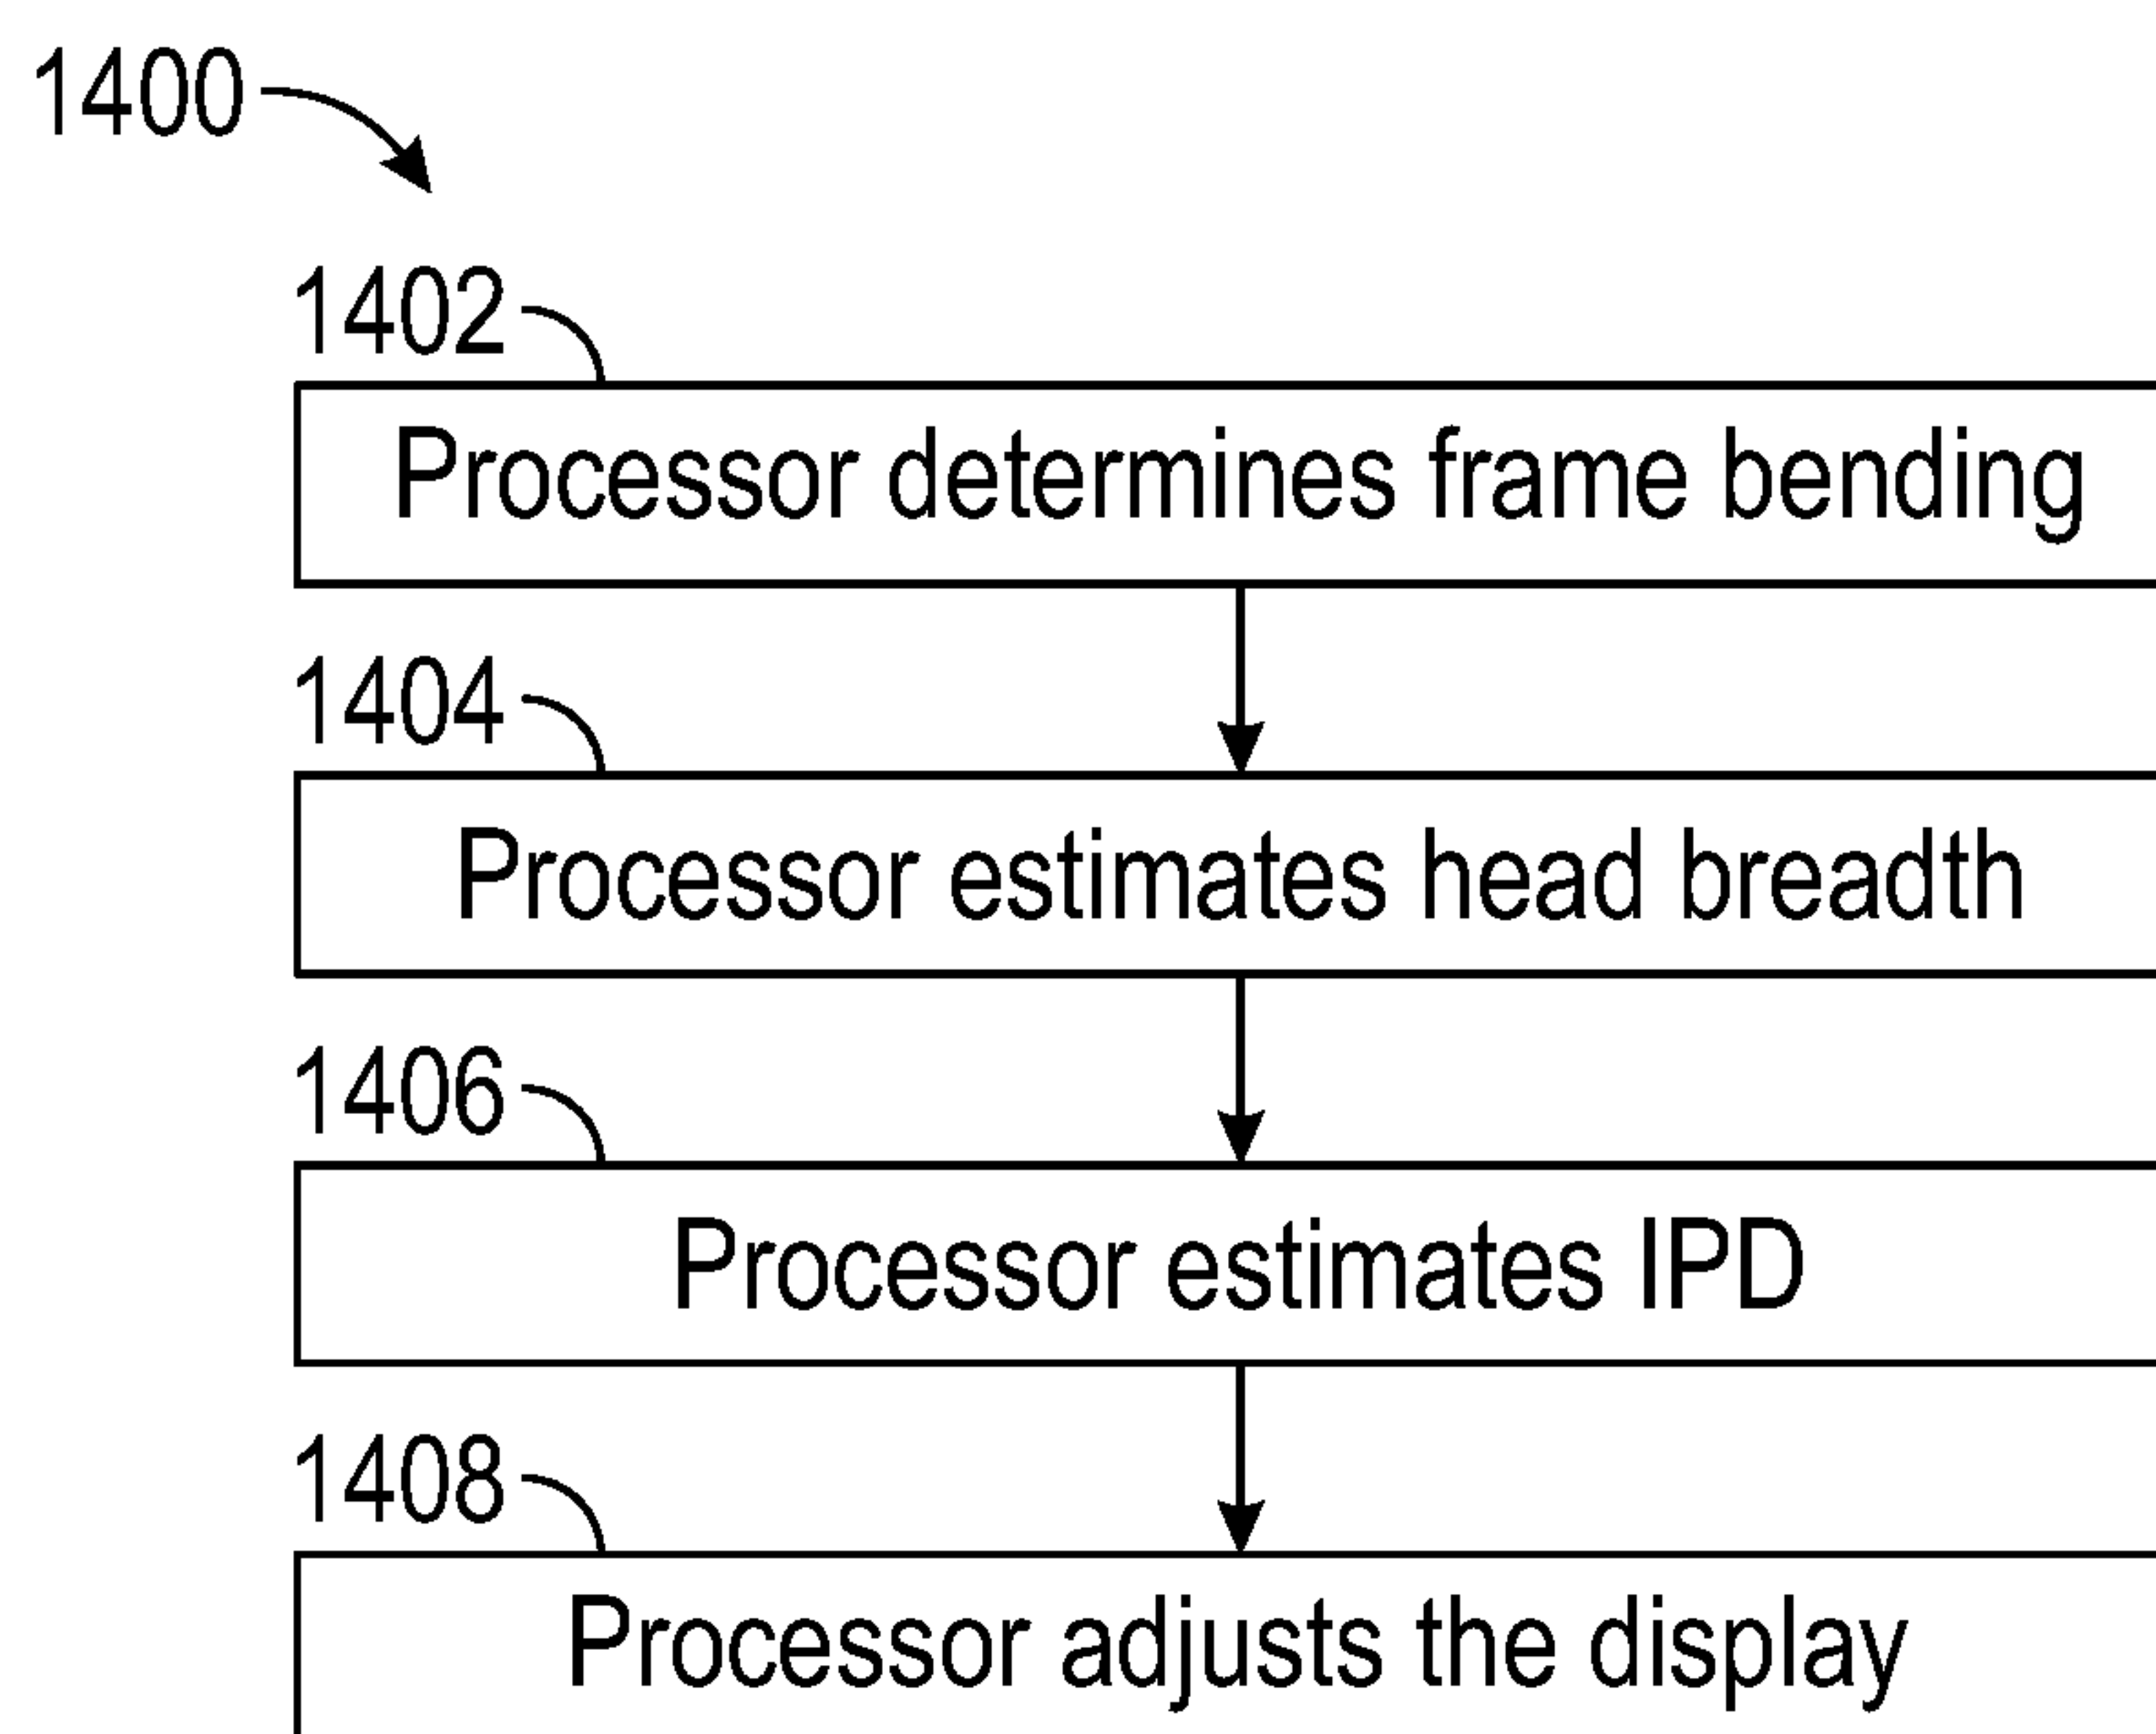 1400
1402
Processor determines frame bending
1404
Processor estimates head breadth
1406
Processor estimates IPD
1408
Processor adjusts the display